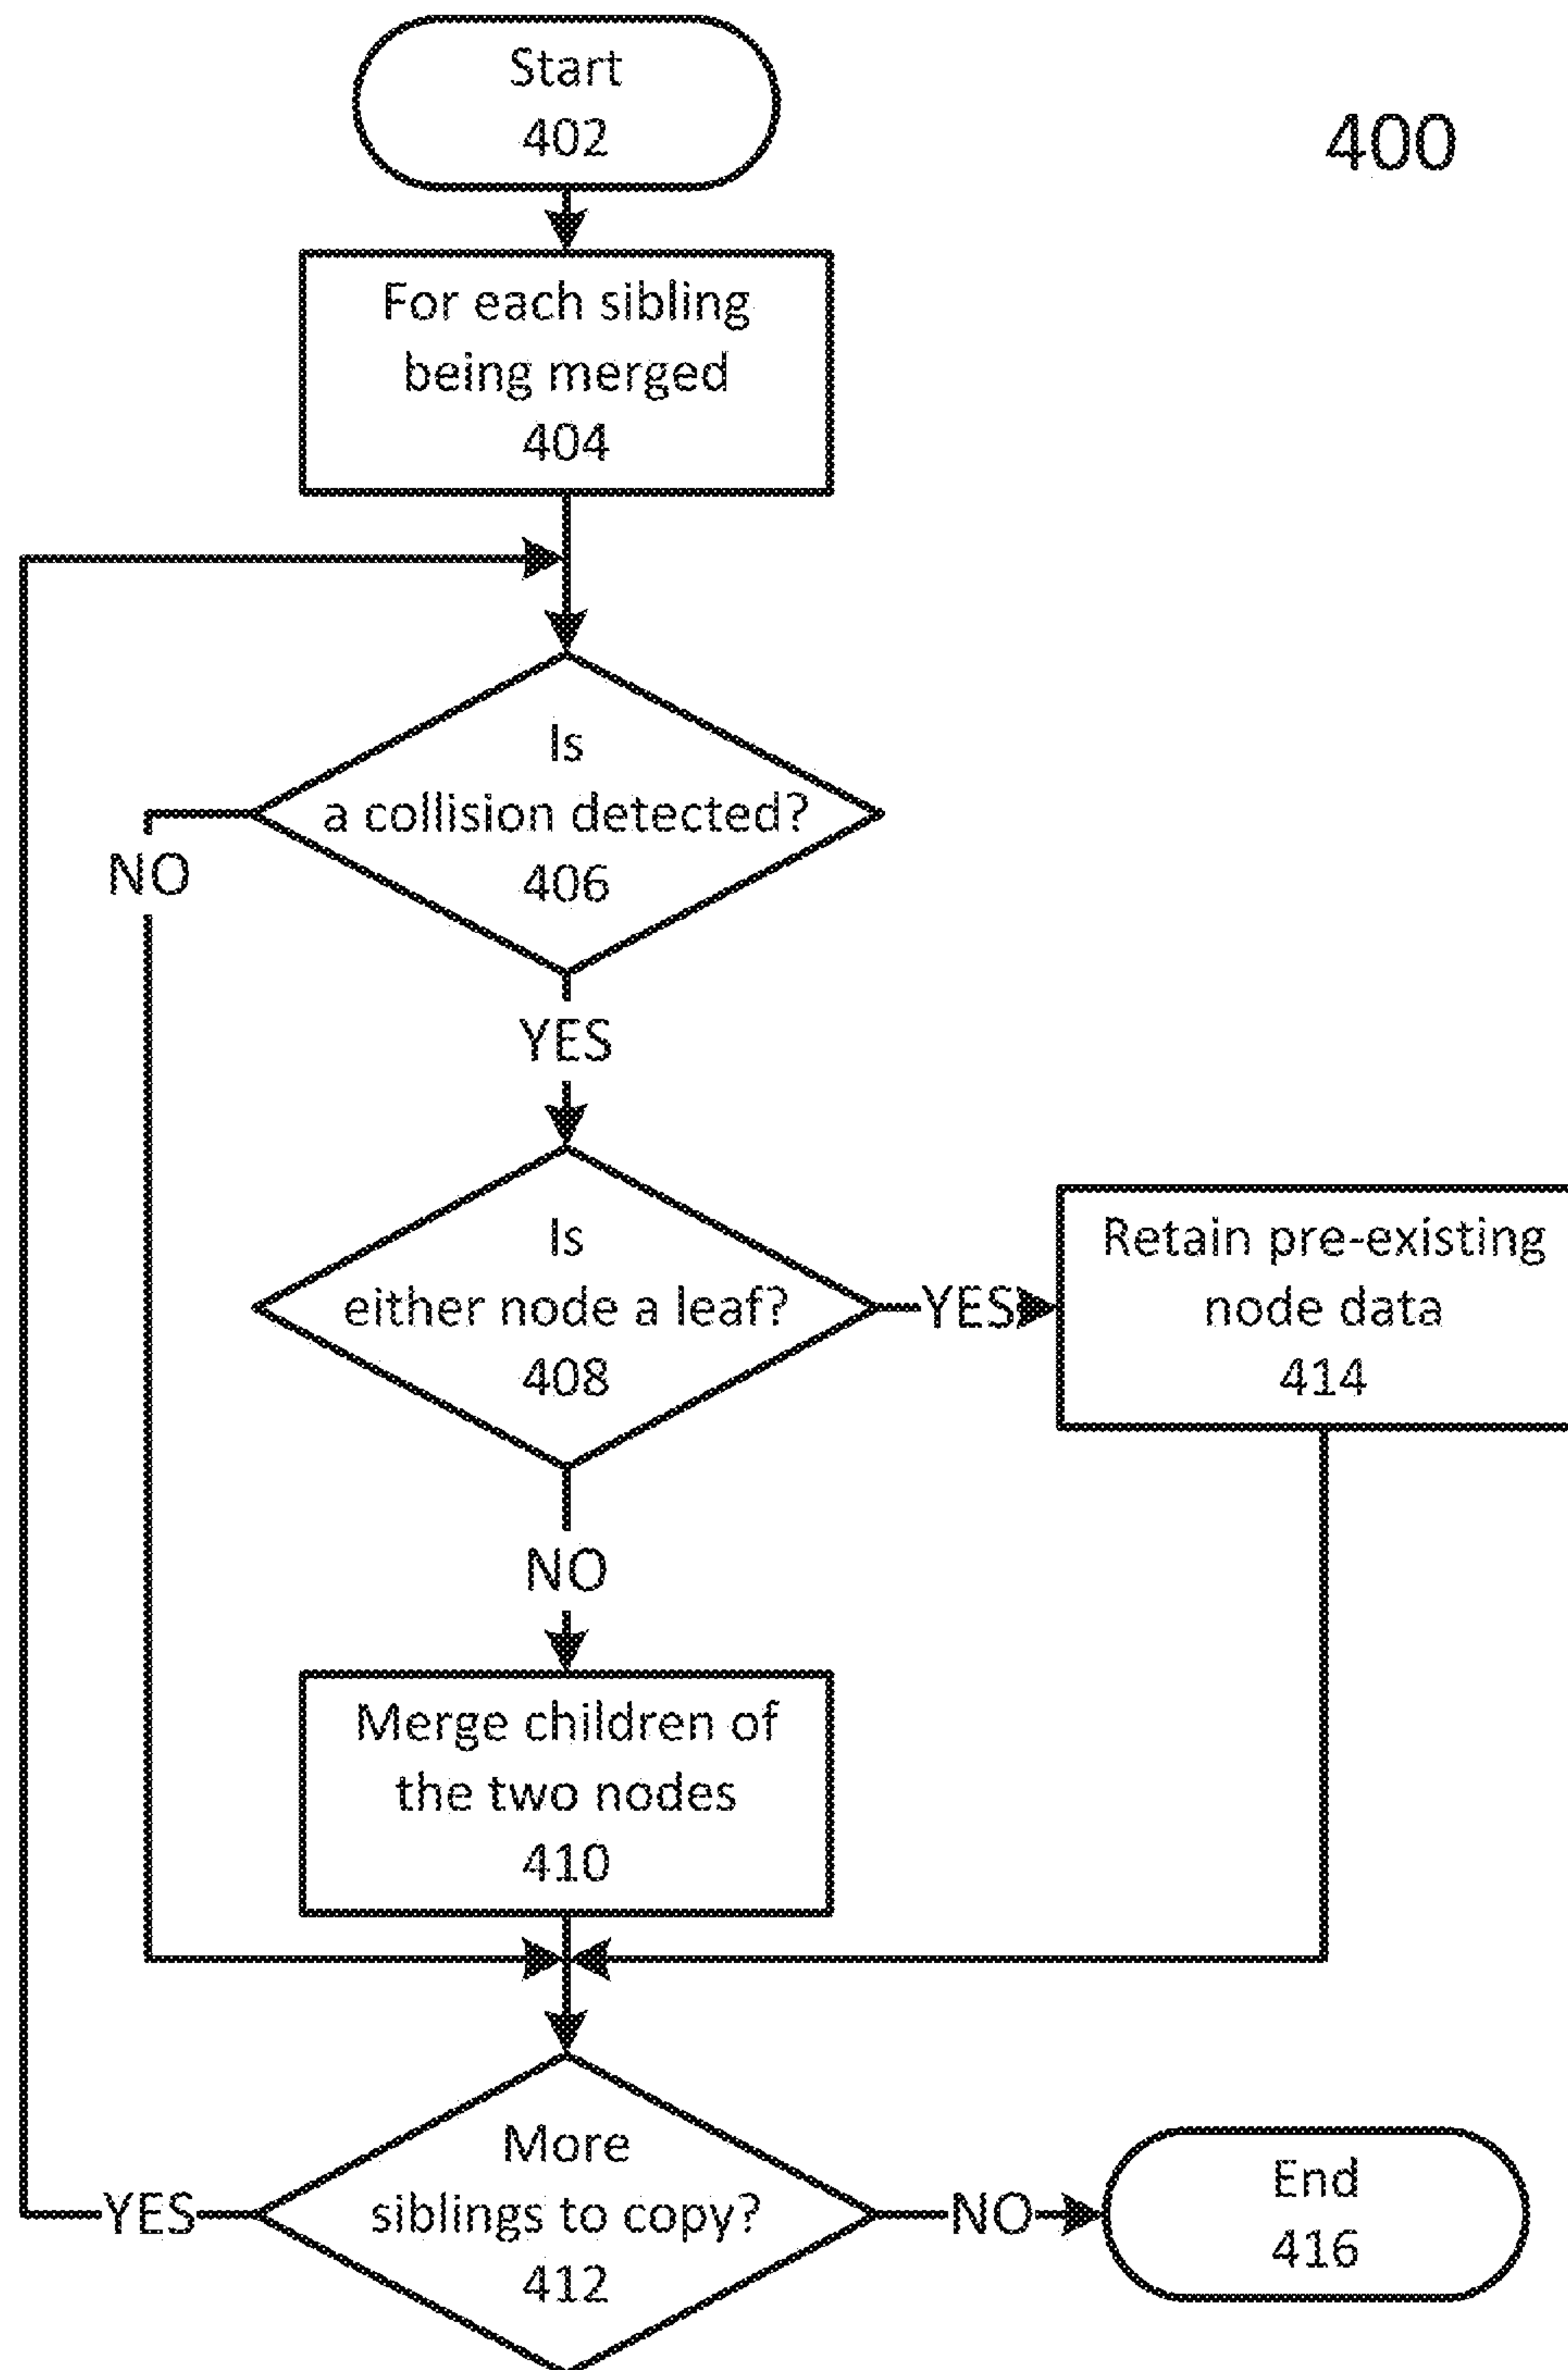 Start
402
400
For each sibling
being merged
404
Is
a collision detected?
406
NO
YES
Is
either node a leaf?
408
YES
Retain pre-existing
node data
414
NO
Merge children of
the two nodes
410
More
siblings to copy?
412
YES
NO
End
416